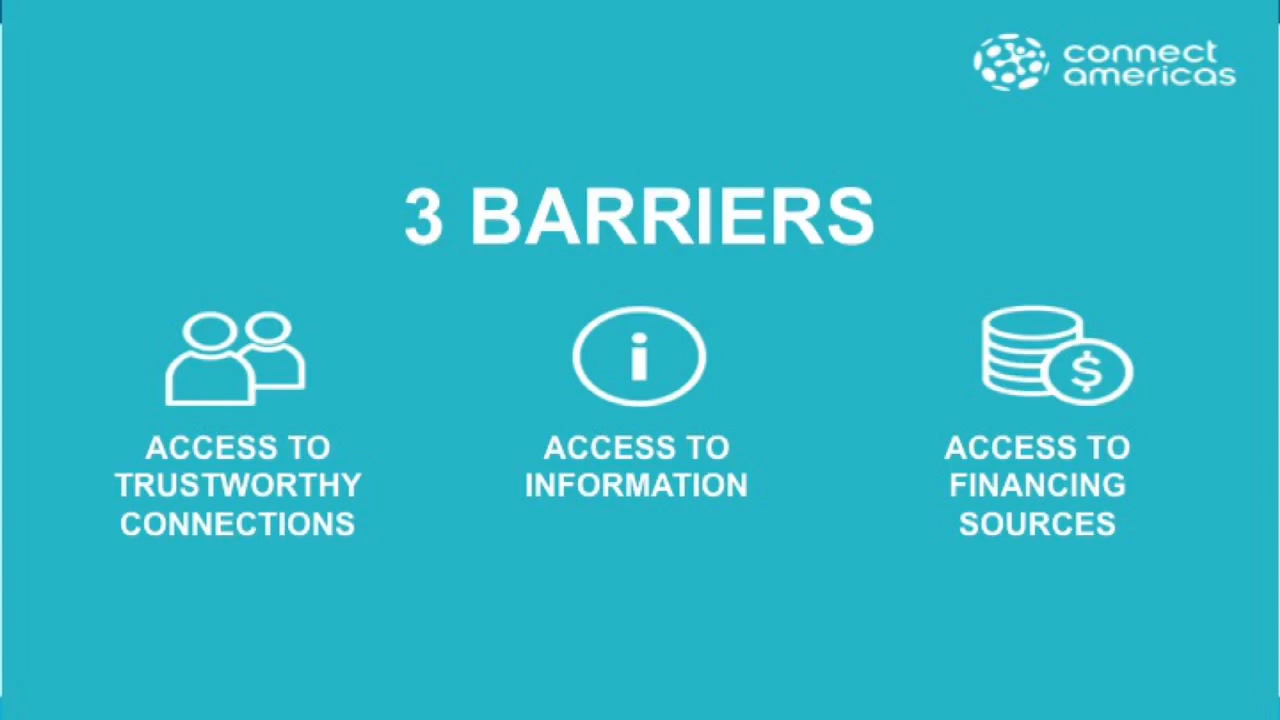 connect
americas
3 BARRIERS
i
$
ACCESS TO
TRUSTWORTHY
CONNECTIONS
ACCESS TO
INFORMATION
ACCESS TO
FINANCING
SOURCES